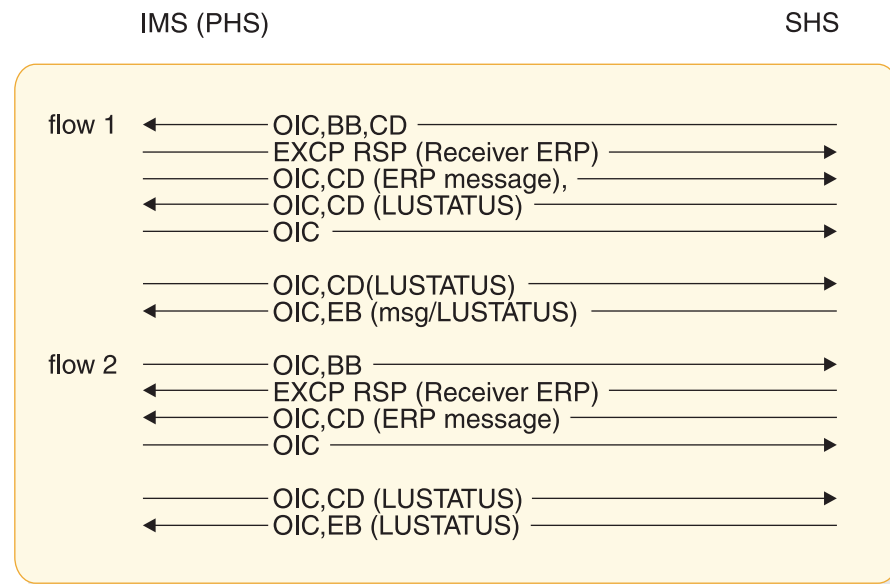 IMS (PHS) SHS
flow 1 OIC,BB,CD
EXCP RSP (Receiver ERP)
OIC,CD (ERP message),
OIC,CD (LUSTATUS)
OIC
OIC,CD(LUSTATUS)
OIC,EB (msg/LUSTATUS)
flow 2 OIC,BB
EXCP RSP (Receiver ERP)
OIC,CD (ERP message)
OIC
OIC,CD (LUSTATUS)
OIC,EB (LUSTATUS)